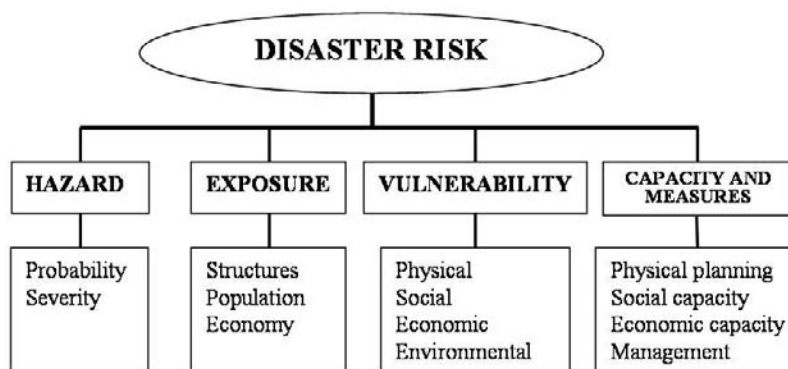 DISASTER RISK
HAZARD
EXPOSURE
VULNERABILITY
CAPACITY AND
MEASURES
Probability
Severity
Structures
Population
Economy
Physical
Social
Economic
Environmental
Physical planning
Social capacity
Economic capacity
Management